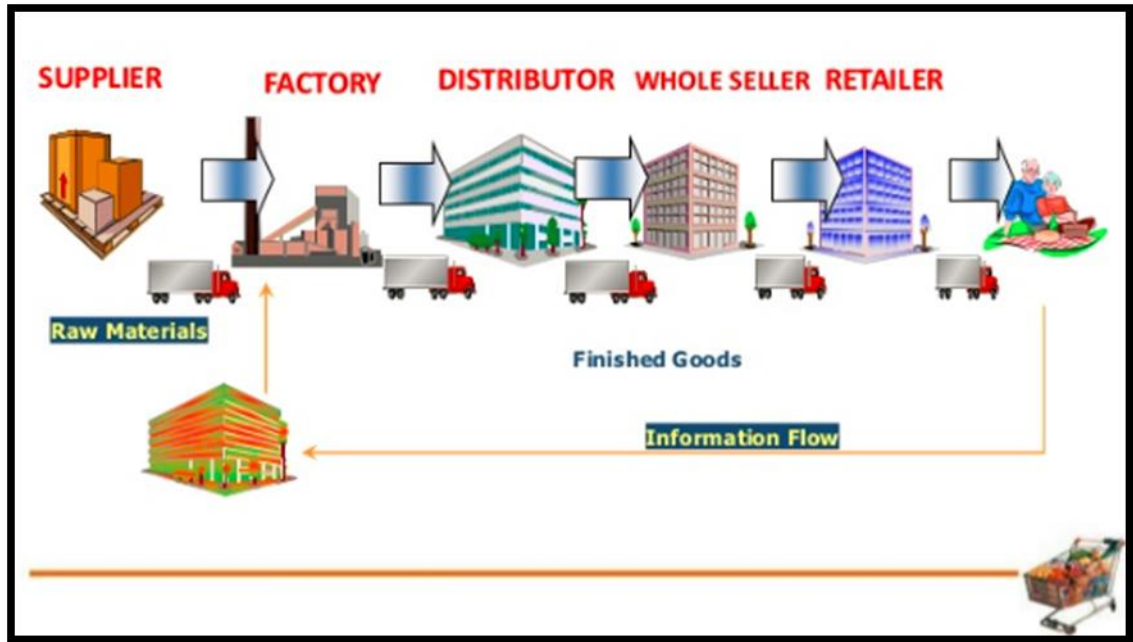 SUPPLIER
FACTORY
DISTRIBUTOR
WHOLE SELLER
RETAILER
Raw Materials
Finished Goods
Information Flow